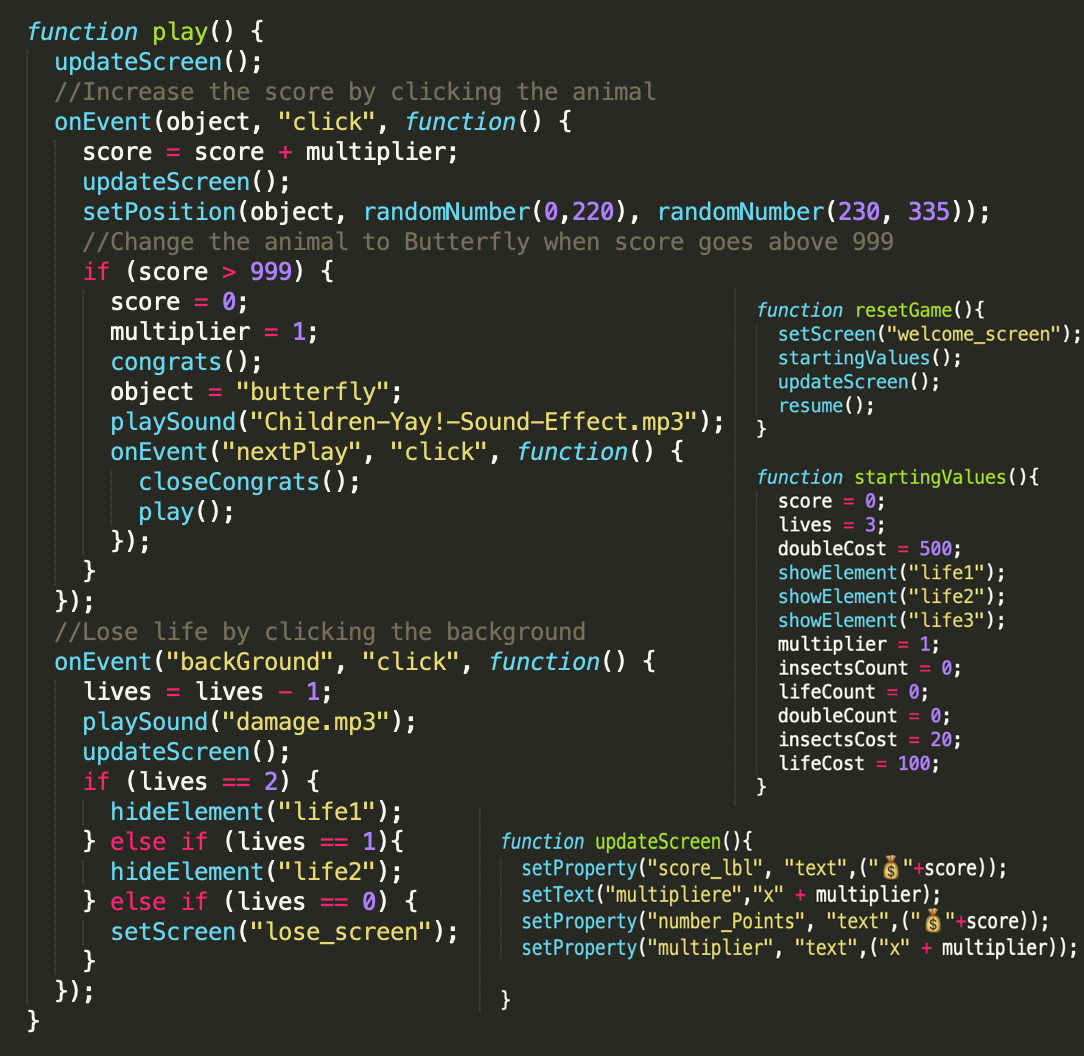 function play() {
updateScreen();
//Increase the score by clicking the animal
onEvent(object, "click", function() {
score = score + multiplier;
updateScreen();
setPosition(object, randomNumber(0,220), randomNumber(230, 335));
//Change the animal to Butterfly when score goes above 999
if (score > 999) {
score = 0;
multiplier = 1;
congrats();
object = "butterfly";
playSound("Children-Yay!-Sound-Effect.mp3");
onEvent("nextPlay", "click", function() {
closeCongrats();
play();
});
}
});
//Lose life by clicking the background
onEvent("backGround", "click", function() {
lives = lives - 1;
playSound("damage.mp3");
updateScreen();
if (lives == 2) {
hideElement("life1");
} else if (lives == 1){
hideElement("life2");
} else if (lives == 0) {
setScreen("lose_screen");
}
});
}
function resetGame(){
setScreen("welcome_screen");
startingValues();
updateScreen();
resume();
}
function startingValues(){
score = 0;
lives = 3;
doubleCost = 500;
showElement("life1");
showElement("life2");
showElement("life3");
multiplier = 1;
insectsCount = 0;
lifeCount = 0;
doubleCount = 0;
insectsCost = 20;
lifeCost = 100;
}
function updateScreen(){
setProperty("score_lbl", "text",("💰"+score));
setText("multipliere","x" + multiplier);
setProperty("number_Points", "text",("💰"+score));
setProperty("multiplier", "text",("x" + multiplier));
}